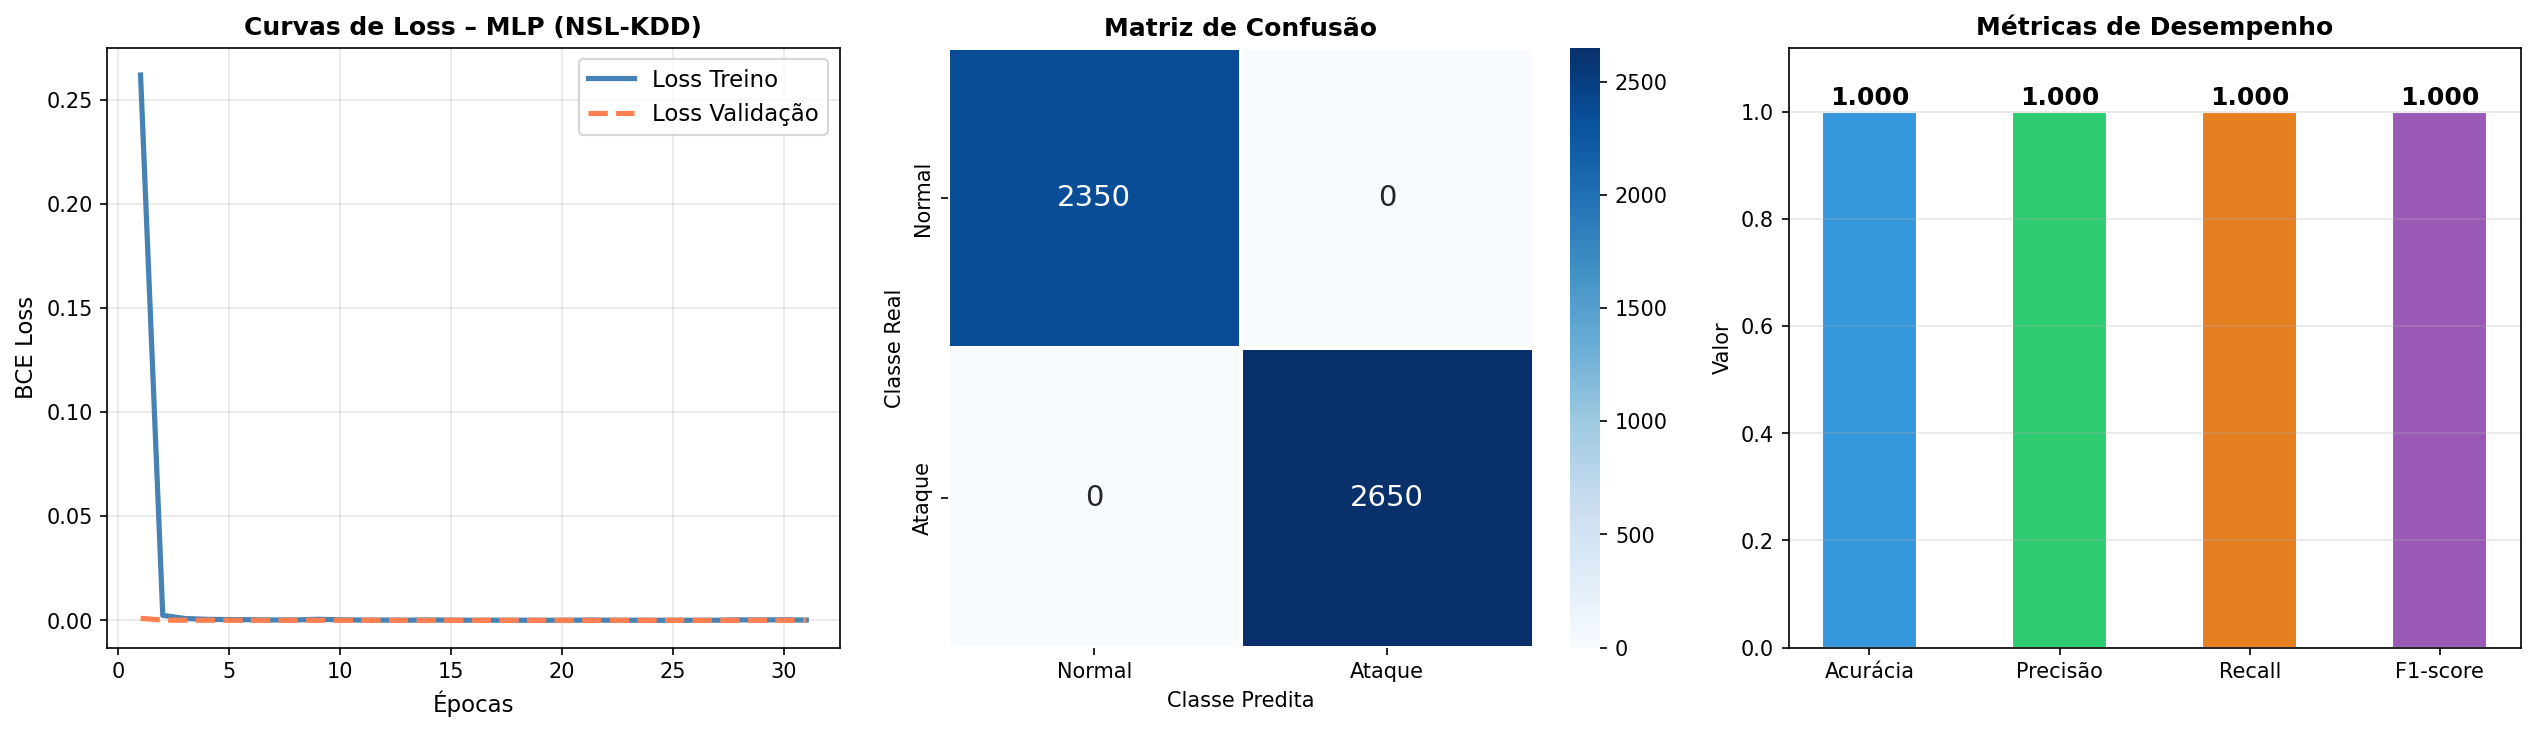 Curvas de Loss – MLP (NSL-KDD)
Loss Treino
Loss Validação
BCE Loss
0.25
0.20
0.15
0.10
0.05
0.00
0 5 10 15 20 25 30
Épocas
Matriz de Confusão
Classe Real
Normal
Ataque
2350 0
0 2650
Normal Ataque
Classe Predita
2500
2000
1500
1000
500
0
Métricas de Desempenho
Valor
1.000 1.000 1.000 1.000
1.0
0.8
0.6
0.4
0.2
0.0
Acurácia Precisão Recall F1-score